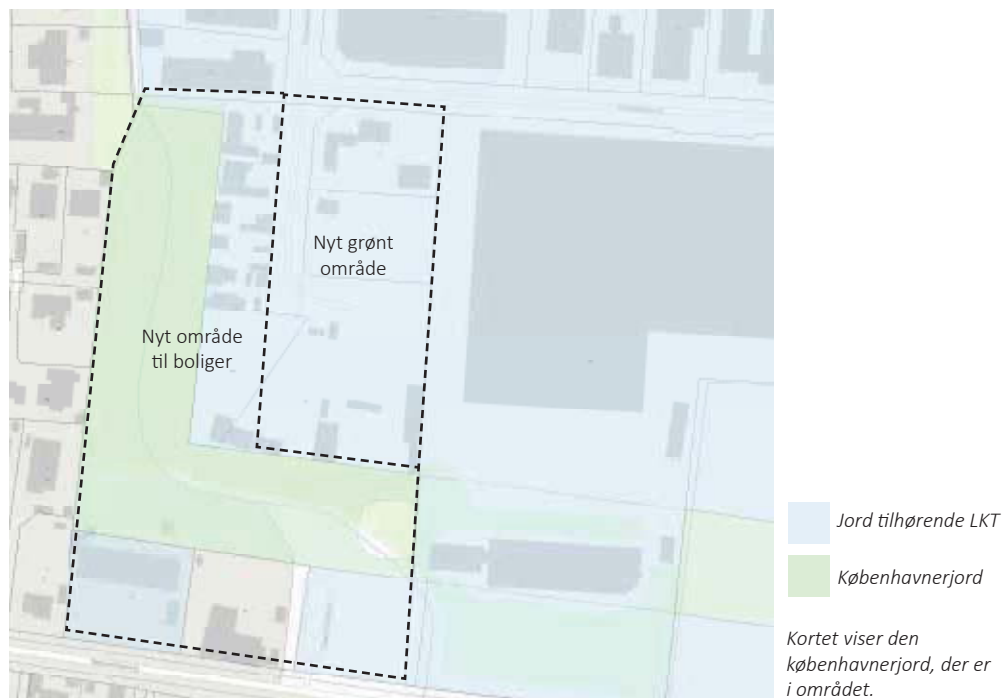 Nyt grønt
område
Nyt område
til boliger
Jord tilhørende LKT
Københavnerjord
Kortet viser den
københavnerjord, der er
i området.